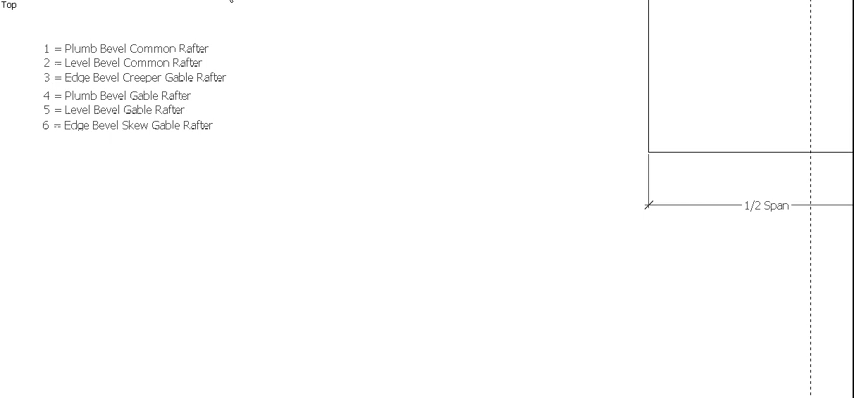 Top
1 = Plumb Bevel Common Rafter
2 = Level Bevel Common Rafter
3 = Edge Bevel Creeper Gable Rafter
4 = Plumb Bevel Gable Rafter
5 = Level Bevel Gable Rafter
6 = Edge Bevel Skew Gable Rafter
1/2 Span